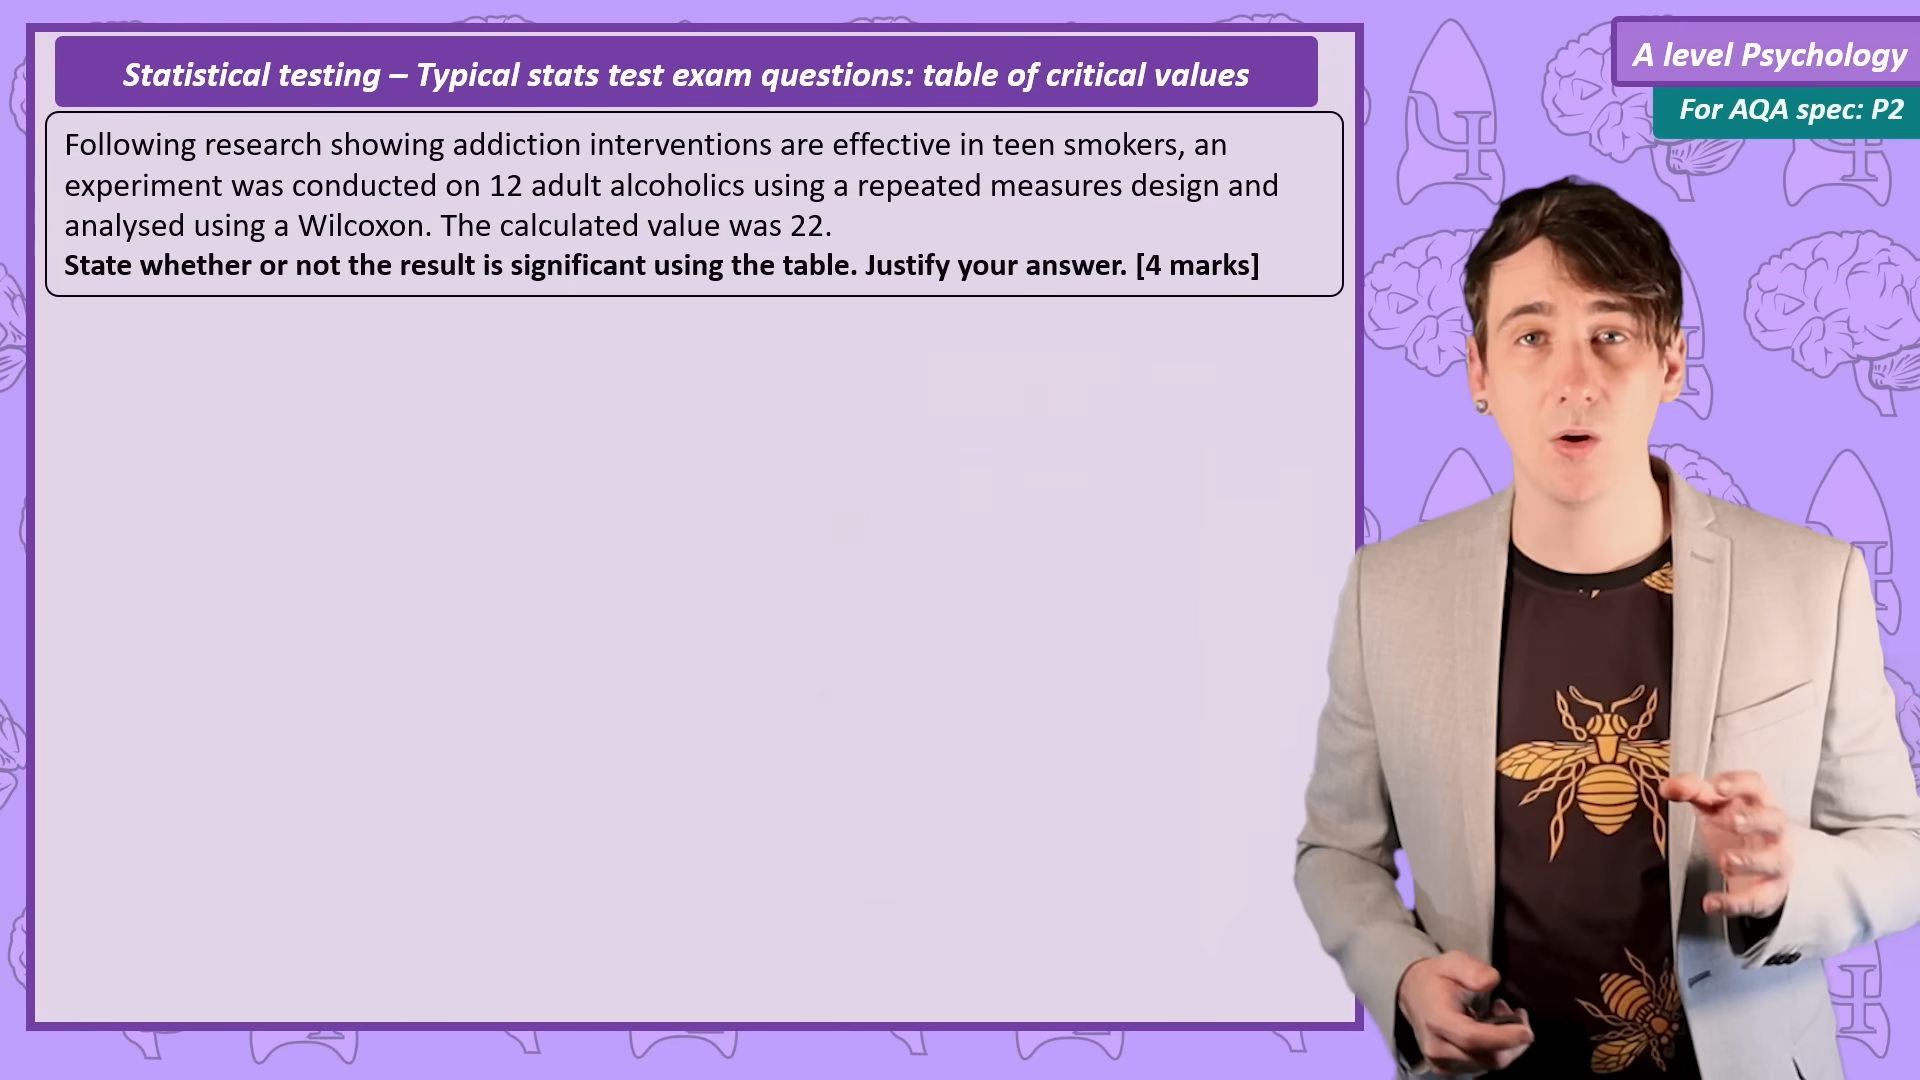 Statistical testing – Typical stats test exam questions: table of critical values
A level Psychology
For AQA spec: P2
Following research showing addiction interventions are effective in teen smokers, an
experiment was conducted on 12 adult alcoholics using a repeated measures design and
analysed using a Wilcoxon. The calculated value was 22.
State whether or not the result is significant using the table. Justify your answer. [4 marks]